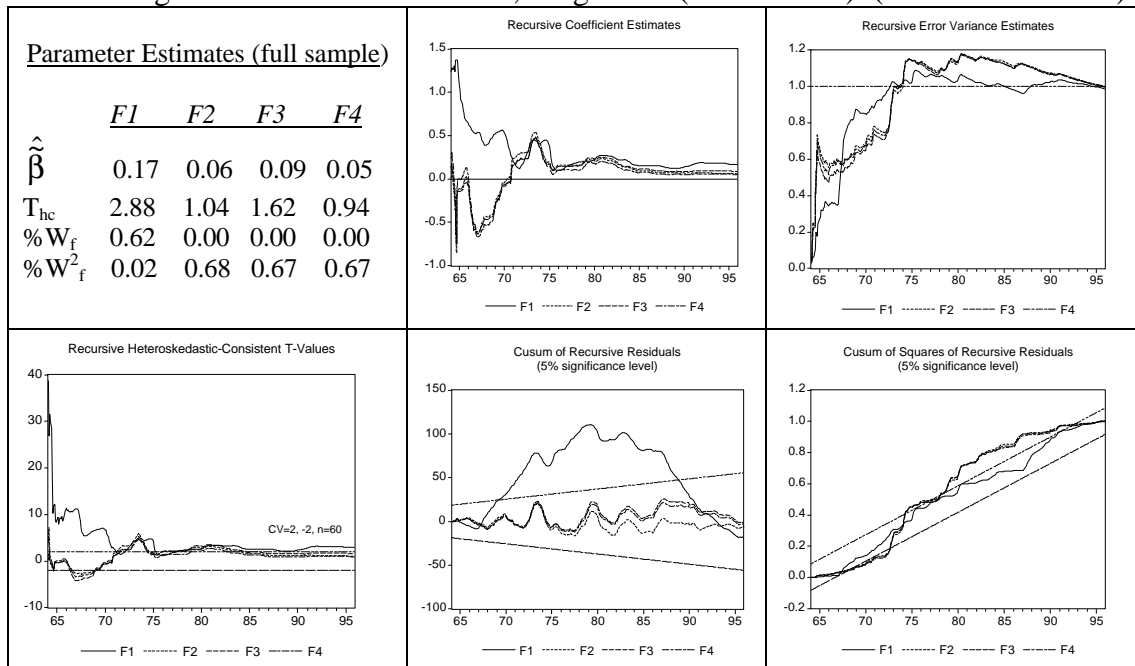 Parameter Estimates (full sample)
F1 F2 F3 F4
β̂̃ 0.17 0.06 0.09 0.05
T_hc 2.88 1.04 1.62 0.94
%W_f 0.62 0.00 0.00 0.00
%W²_f 0.02 0.68 0.67 0.67
Recursive Coefficient Estimates
1.5
1.0
0.5
0.0
-0.5
-1.0
65 70 75 80 85 90 95
F1 F2 F3 F4
Recursive Error Variance Estimates
1.2
1.0
0.8
0.6
0.4
0.2
0.0
65 70 75 80 85 90 95
F1 F2 F3 F4
Recursive Heteroskedastic-Consistent T-Values
40
30
20
10
0
-10
CV=2, -2, n=60
65 70 75 80 85 90 95
F1 F2 F3 F4
Cusum of Recursive Residuals
(5% significance level)
150
100
50
0
-50
-100
65 70 75 80 85 90 95
F1 F2 F3 F4
Cusum of Squares of Recursive Residuals
(5% significance level)
1.2
1.0
0.8
0.6
0.4
0.2
0.0
-0.2
65 70 75 80 85 90 95
F1 F2 F3 F4